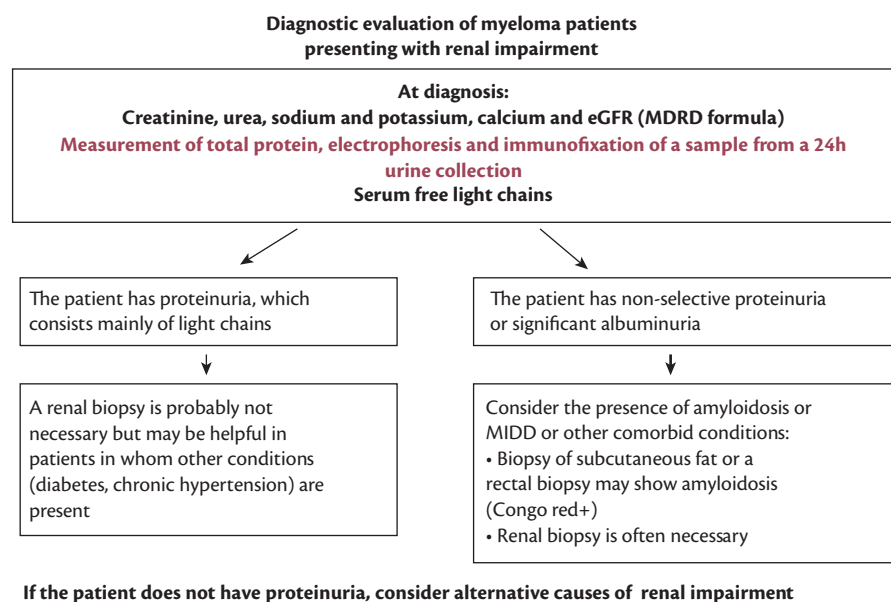 Diagnostic evaluation of myeloma patients
presenting with renal impairment
At diagnosis:
Creatinine, urea, sodium and potassium, calcium and eGFR (MDRD formula)
Measurement of total protein, electrophoresis and immunofixation of a sample from a 24h
urine collection
Serum free light chains
The patient has proteinuria, which
consists mainly of light chains
The patient has non-selective proteinuria
or significant albuminuria
A renal biopsy is probably not
necessary but may be helpful in
patients in whom other conditions
(diabetes, chronic hypertension) are
present
Consider the presence of amyloidosis or
MIDD or other comorbid conditions:
• Biopsy of subcutaneous fat or a
rectal biopsy may show amyloidosis
(Congo red+)
• Renal biopsy is often necessary
If the patient does not have proteinuria, consider alternative causes of renal impairment